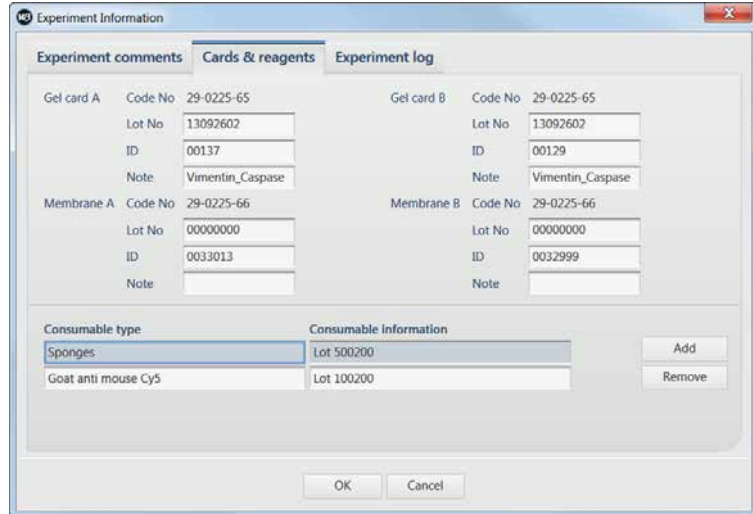 Experiment Information
Experiment comments Cards & reagents Experiment log
Gel card A Code No 29-0225-65 Gel card B Code No 29-0225-65
Lot No 13092602 Lot No 13092602
ID 00137 ID 00129
Note Vimentin_Caspase Note Vimentin_Caspase
Membrane A Code No 29-0225-66 Membrane B Code No 29-0225-66
Lot No 00000000 Lot No 00000000
ID 0033013 ID 0032999
Note Note
Consumable type Consumable information
Sponges Lot 500200 Add
Goat anti mouse Cy5 Lot 100200 Remove
OK Cancel